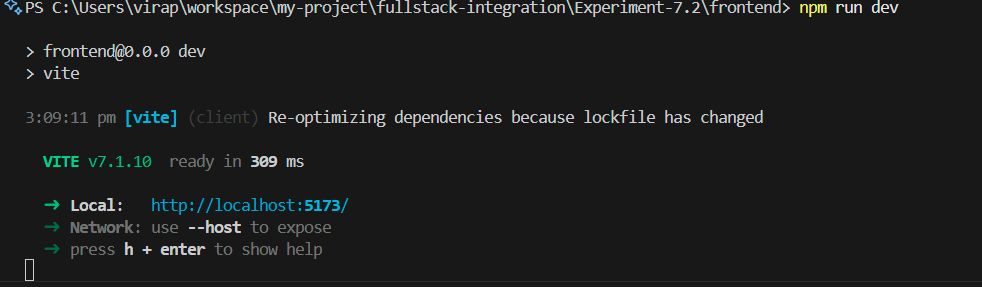 PS C:\Users\virap\workspace\my-project\fullstack-integration\Experiment-7.2\frontend> npm run dev
> frontend@0.0.0 dev
> vite
3:09:11 pm [vite] (client) Re-optimizing dependencies because lockfile has changed
VITE v7.1.10 ready in 309 ms
➜ Local: http://localhost:5173/
➜ Network: use --host to expose
➜ press h + enter to show help